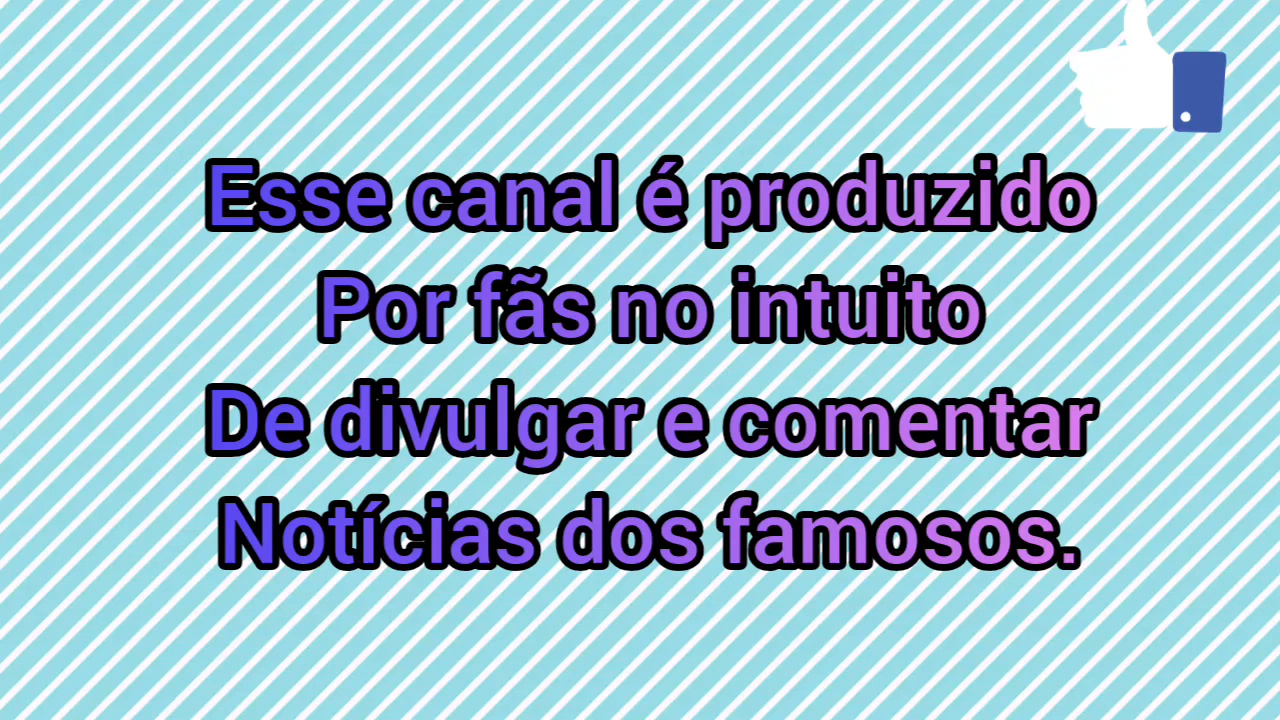 Esse canal é produzido
Por fãs no intuito
De divulgar e comentar
Notícias dos famosos.